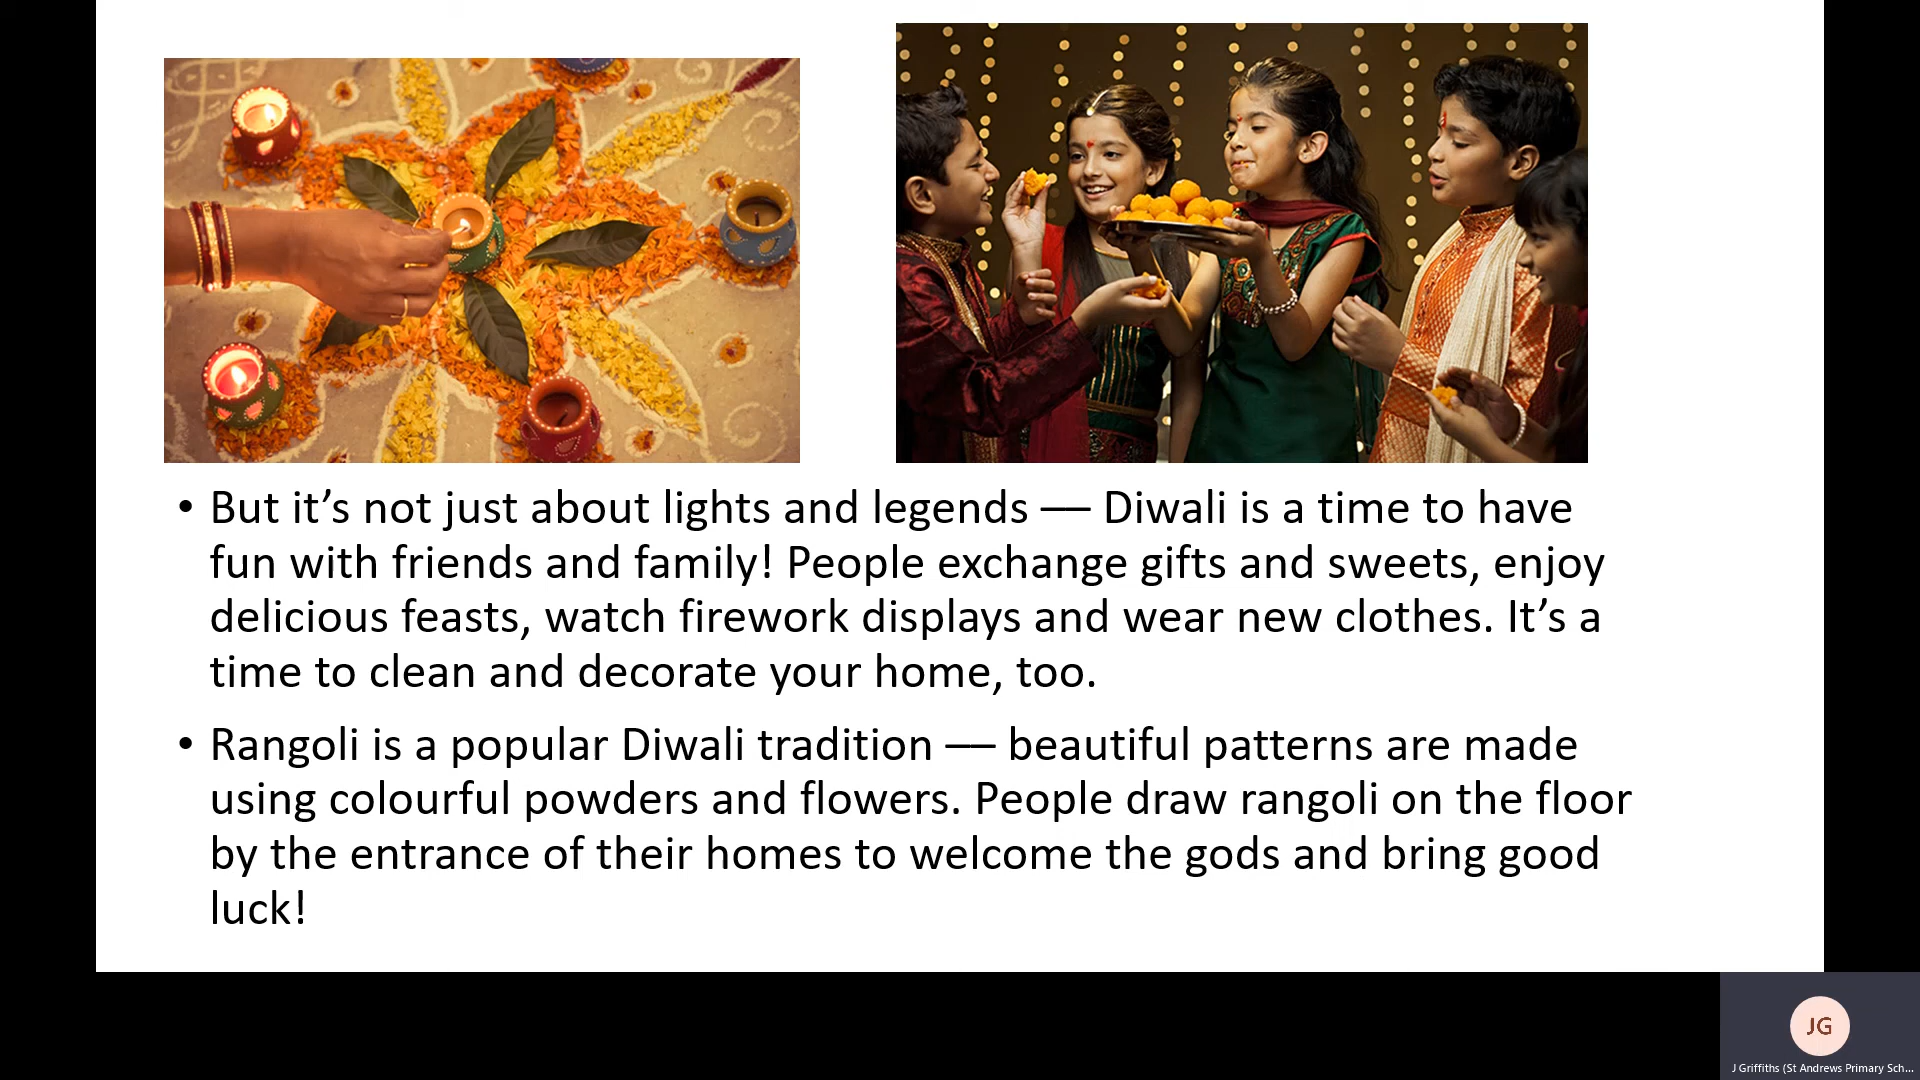 • But it’s not just about lights and legends — Diwali is a time to have
fun with friends and family! People exchange gifts and sweets, enjoy
delicious feasts, watch firework displays and wear new clothes. It’s a
time to clean and decorate your home, too.
• Rangoli is a popular Diwali tradition — beautiful patterns are made
using colourful powders and flowers. People draw rangoli on the floor
by the entrance of their homes to welcome the gods and bring good
luck!
JG
J Griffiths (St Andrews Primary Sch...